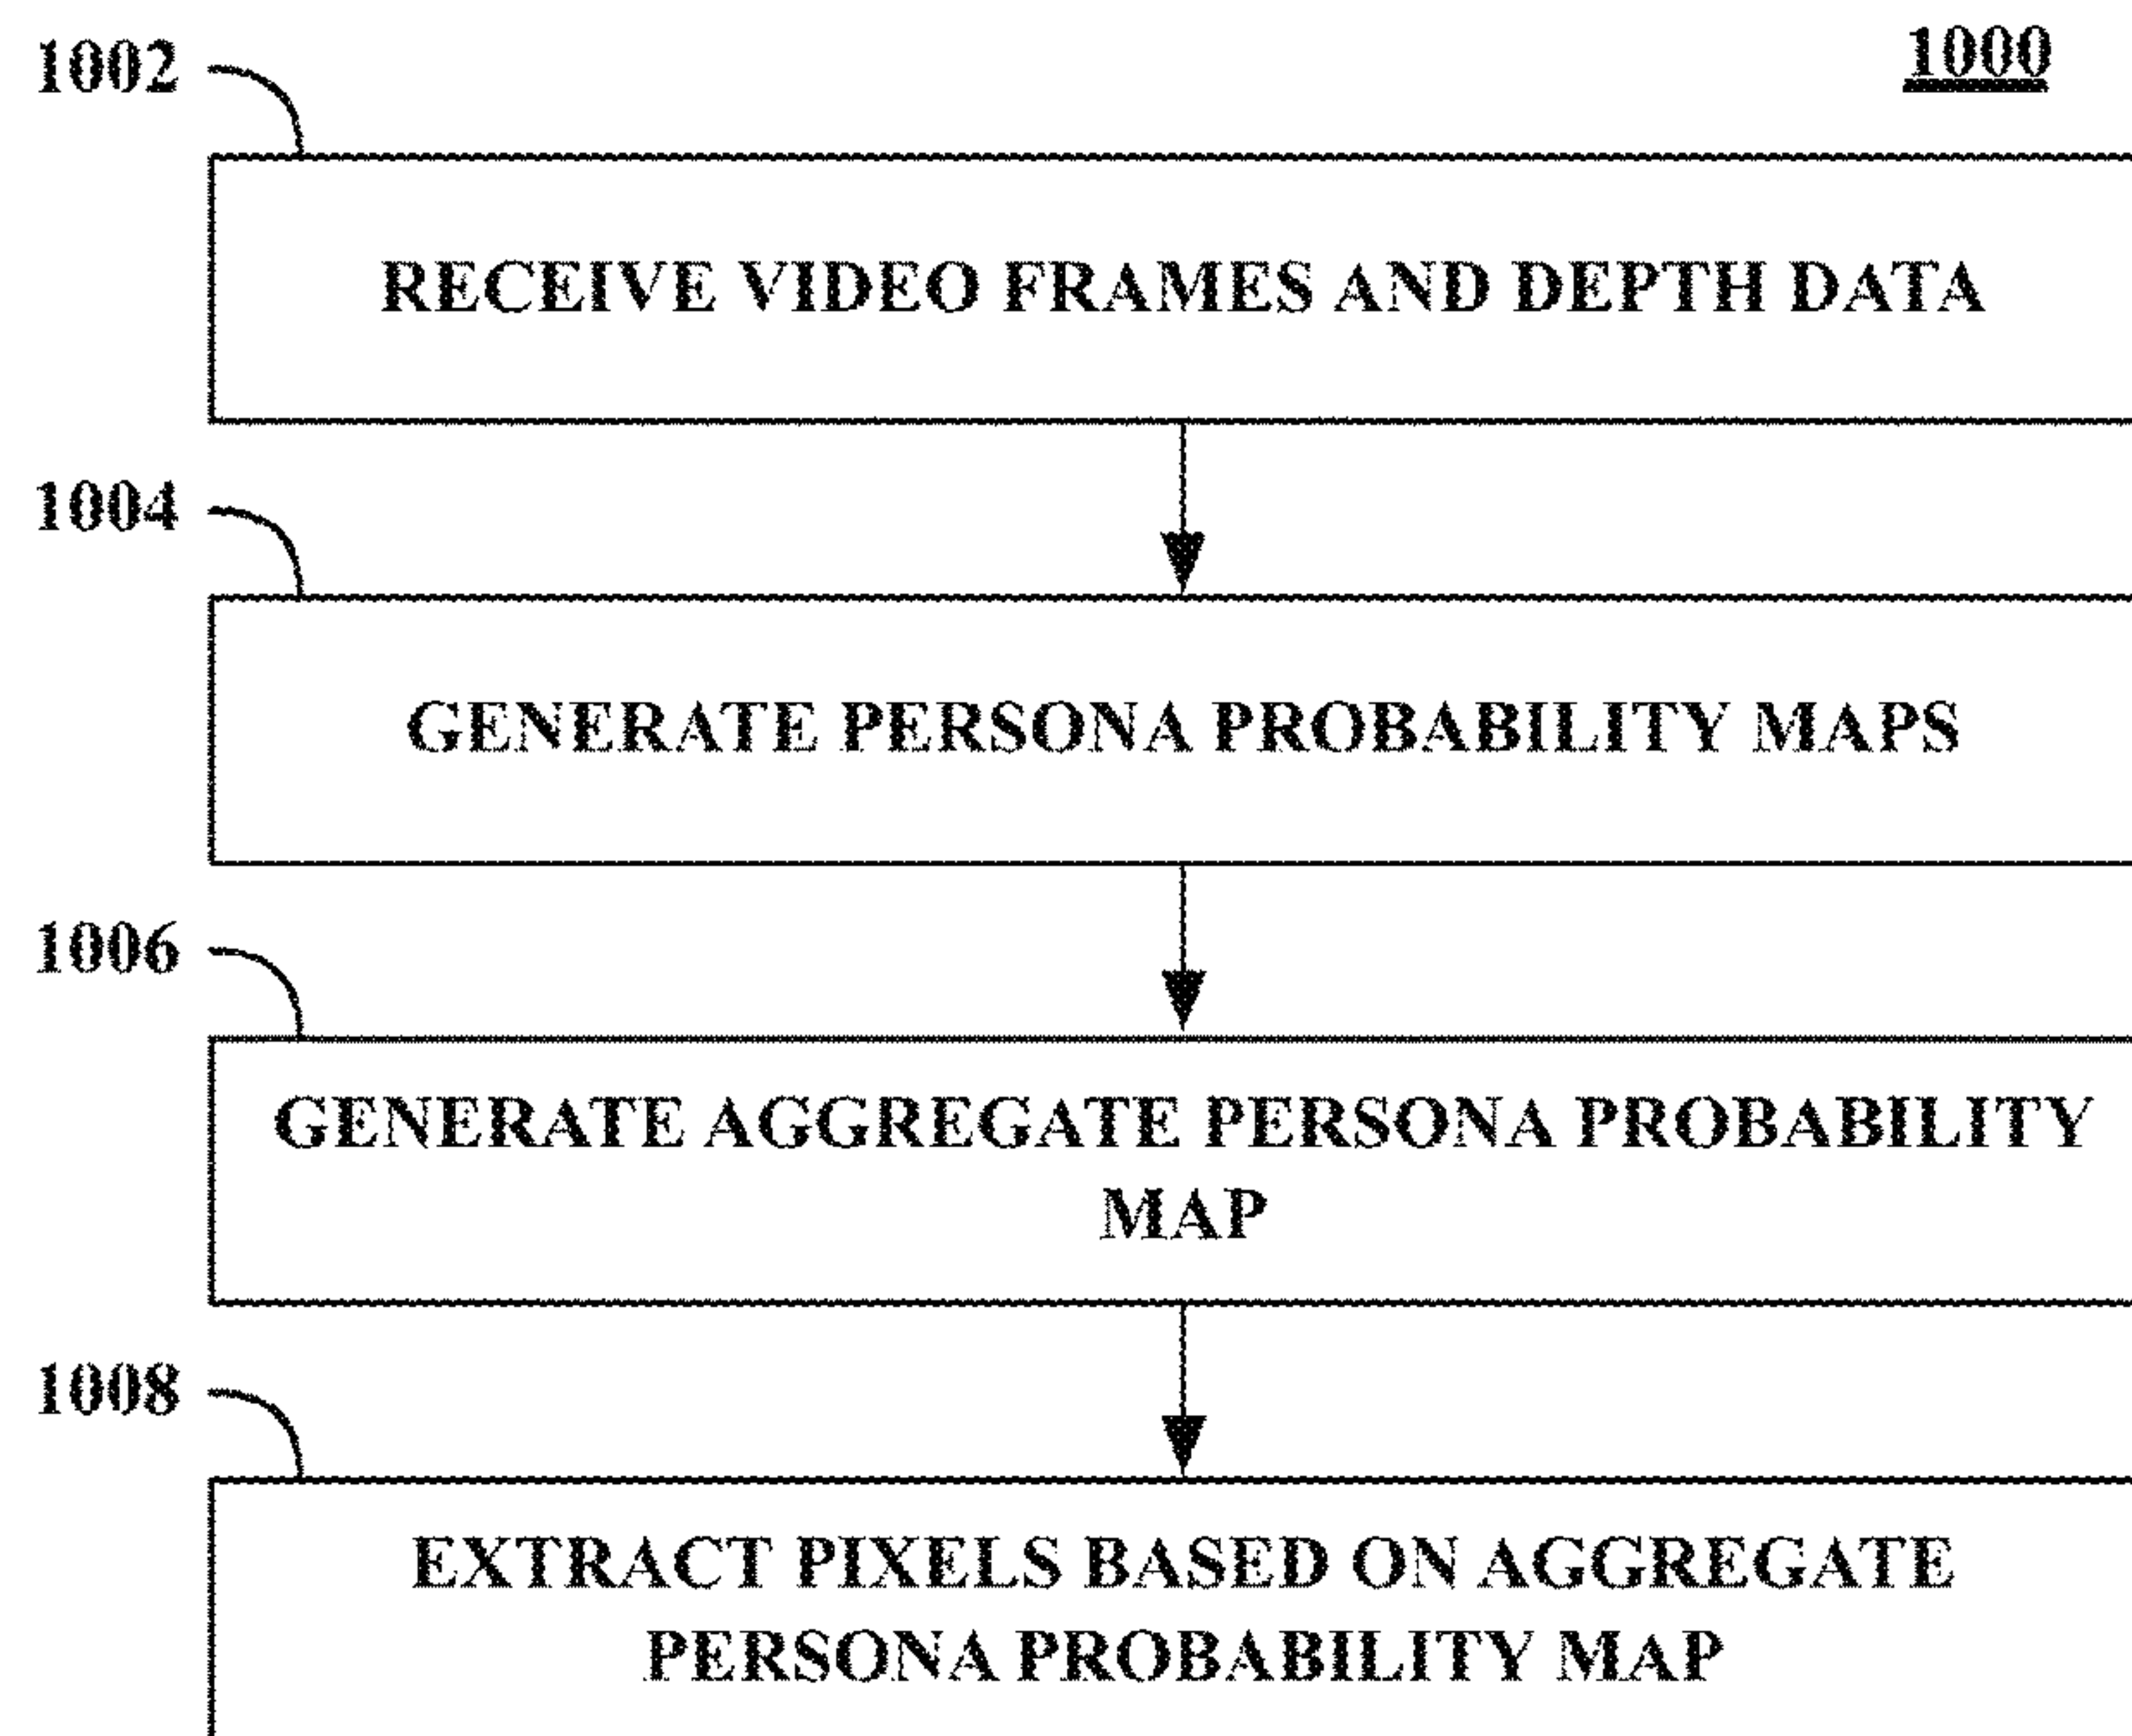 1000
1002
RECEIVE VIDEO FRAMES AND DEPTH DATA
1004
GENERATE PERSONA PROBABILITY MAPS
1006
GENERATE AGGREGATE PERSONA PROBABILITY
MAP
1008
EXTRACT PIXELS BASED ON AGGREGATE
PERSONA PROBABILITY MAP